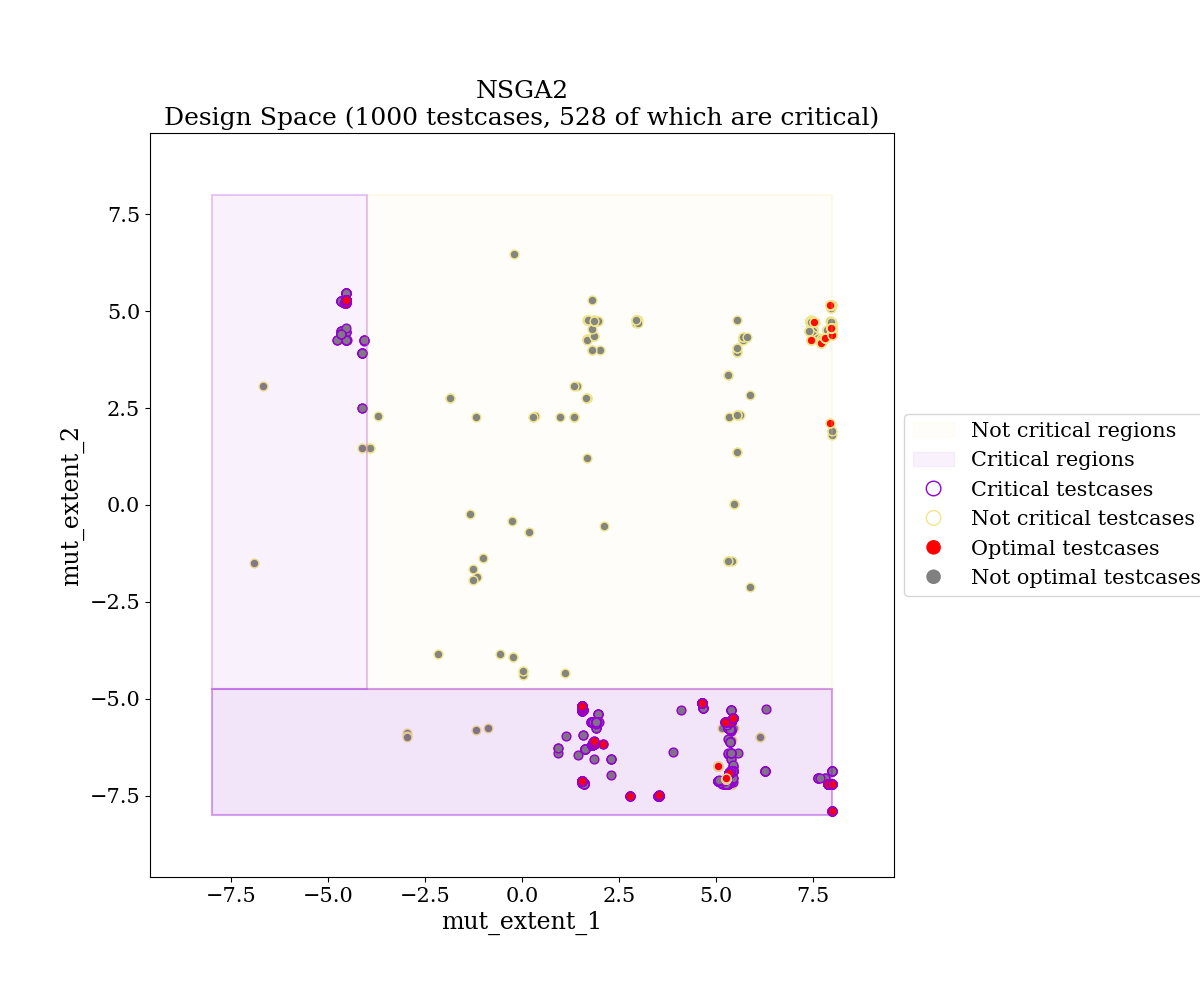 NSGA2
Design Space (1000 testcases, 528 of which are critical)
7.5
5.0
2.5
0.0
−2.5
−5.0
−7.5
mut_extent_2
−7.5 −5.0 −2.5 0.0 2.5 5.0 7.5
mut_extent_1
Not critical regions
Critical regions
Critical testcases
Not critical testcases
Optimal testcases
Not optimal testcases